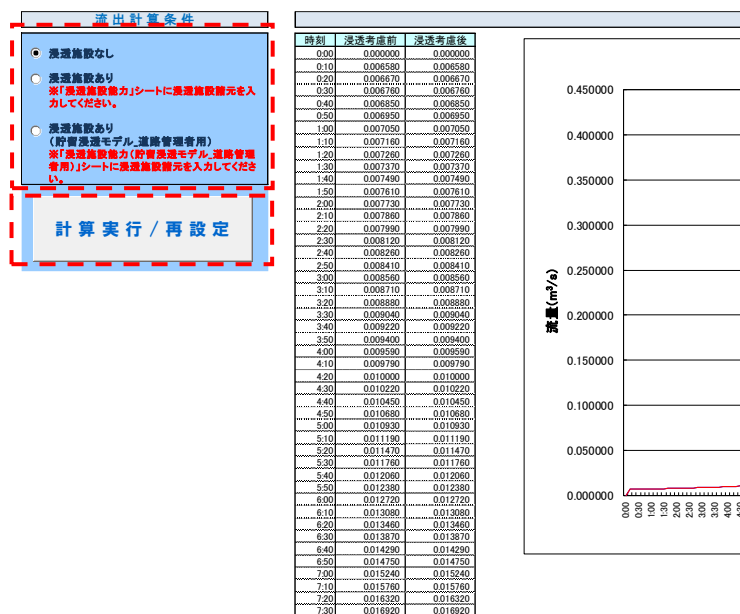 流出計算条件
浸透施設なし
浸透施設あり
※「浸透施設能力」シートに浸透施設諸元を入
力してください。
浸透施設あり
（貯留浸透モデル_道路管理者用）
※「浸透施設能力（貯留浸透モデル_道路管理
者用）」シートに浸透施設諸元を入力してくださ
い。
計算実行/再設定
時刻 浸透考慮前 浸透考慮後
0:00 0.000000 0.000000
0:10 0.006580 0.006580
0:20 0.006670 0.006670
0:30 0.006760 0.006760
0:40 0.006850 0.006850
0:50 0.006950 0.006950
1:00 0.007050 0.007050
1:10 0.007160 0.007160
1:20 0.007260 0.007260
1:30 0.007370 0.007370
1:40 0.007490 0.007490
1:50 0.007610 0.007610
2:00 0.007730 0.007730
2:10 0.007860 0.007860
2:20 0.007990 0.007990
2:30 0.008120 0.008120
2:40 0.008260 0.008260
2:50 0.008410 0.008410
3:00 0.008560 0.008560
3:10 0.008710 0.008710
3:20 0.008880 0.008880
3:30 0.009040 0.009040
3:40 0.009220 0.009220
3:50 0.009400 0.009400
4:00 0.009590 0.009590
4:10 0.009790 0.009790
4:20 0.010000 0.010000
4:30 0.010220 0.010220
4:40 0.010450 0.010450
4:50 0.010680 0.010680
5:00 0.010930 0.010930
5:10 0.011190 0.011190
5:20 0.011470 0.011470
5:30 0.011760 0.011760
5:40 0.012060 0.012060
5:50 0.012380 0.012380
6:00 0.012720 0.012720
6:10 0.013080 0.013080
6:20 0.013460 0.013460
6:30 0.013870 0.013870
6:40 0.014290 0.014290
6:50 0.014750 0.014750
7:00 0.015240 0.015240
7:10 0.015760 0.015760
7:20 0.016320 0.016320
7:30 0.016920 0.016920
流量(m³/s)
0.450000
0.400000
0.350000
0.300000
0.250000
0.200000
0.150000
0.100000
0.050000
0.000000
0:00
0:30
1:00
1:30
2:00
2:30
3:00
3:30
4:00
4:30